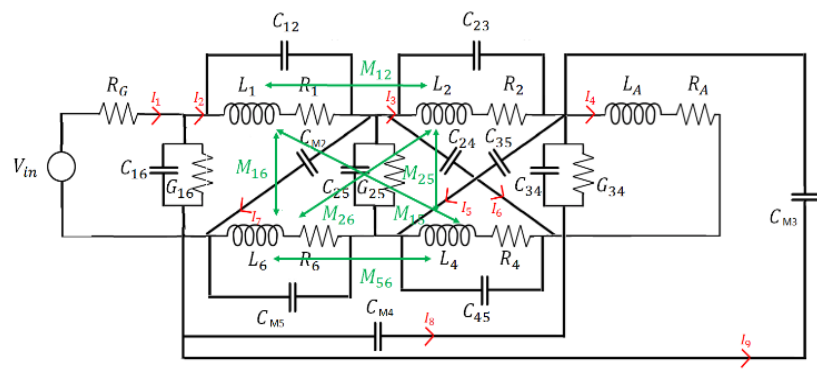 C12 C23
M12
RG L1 R1 L2 R2 LA RA
I1 I2 I3 I4
Vin C16 G16 M16 CM2 C25 G25 M25 C24 C35 C34 G34 CM3
I7 M26 M15 I5 I6
L6 R6 L4 R4
M56
CM5 CM4 C45
I8
I9